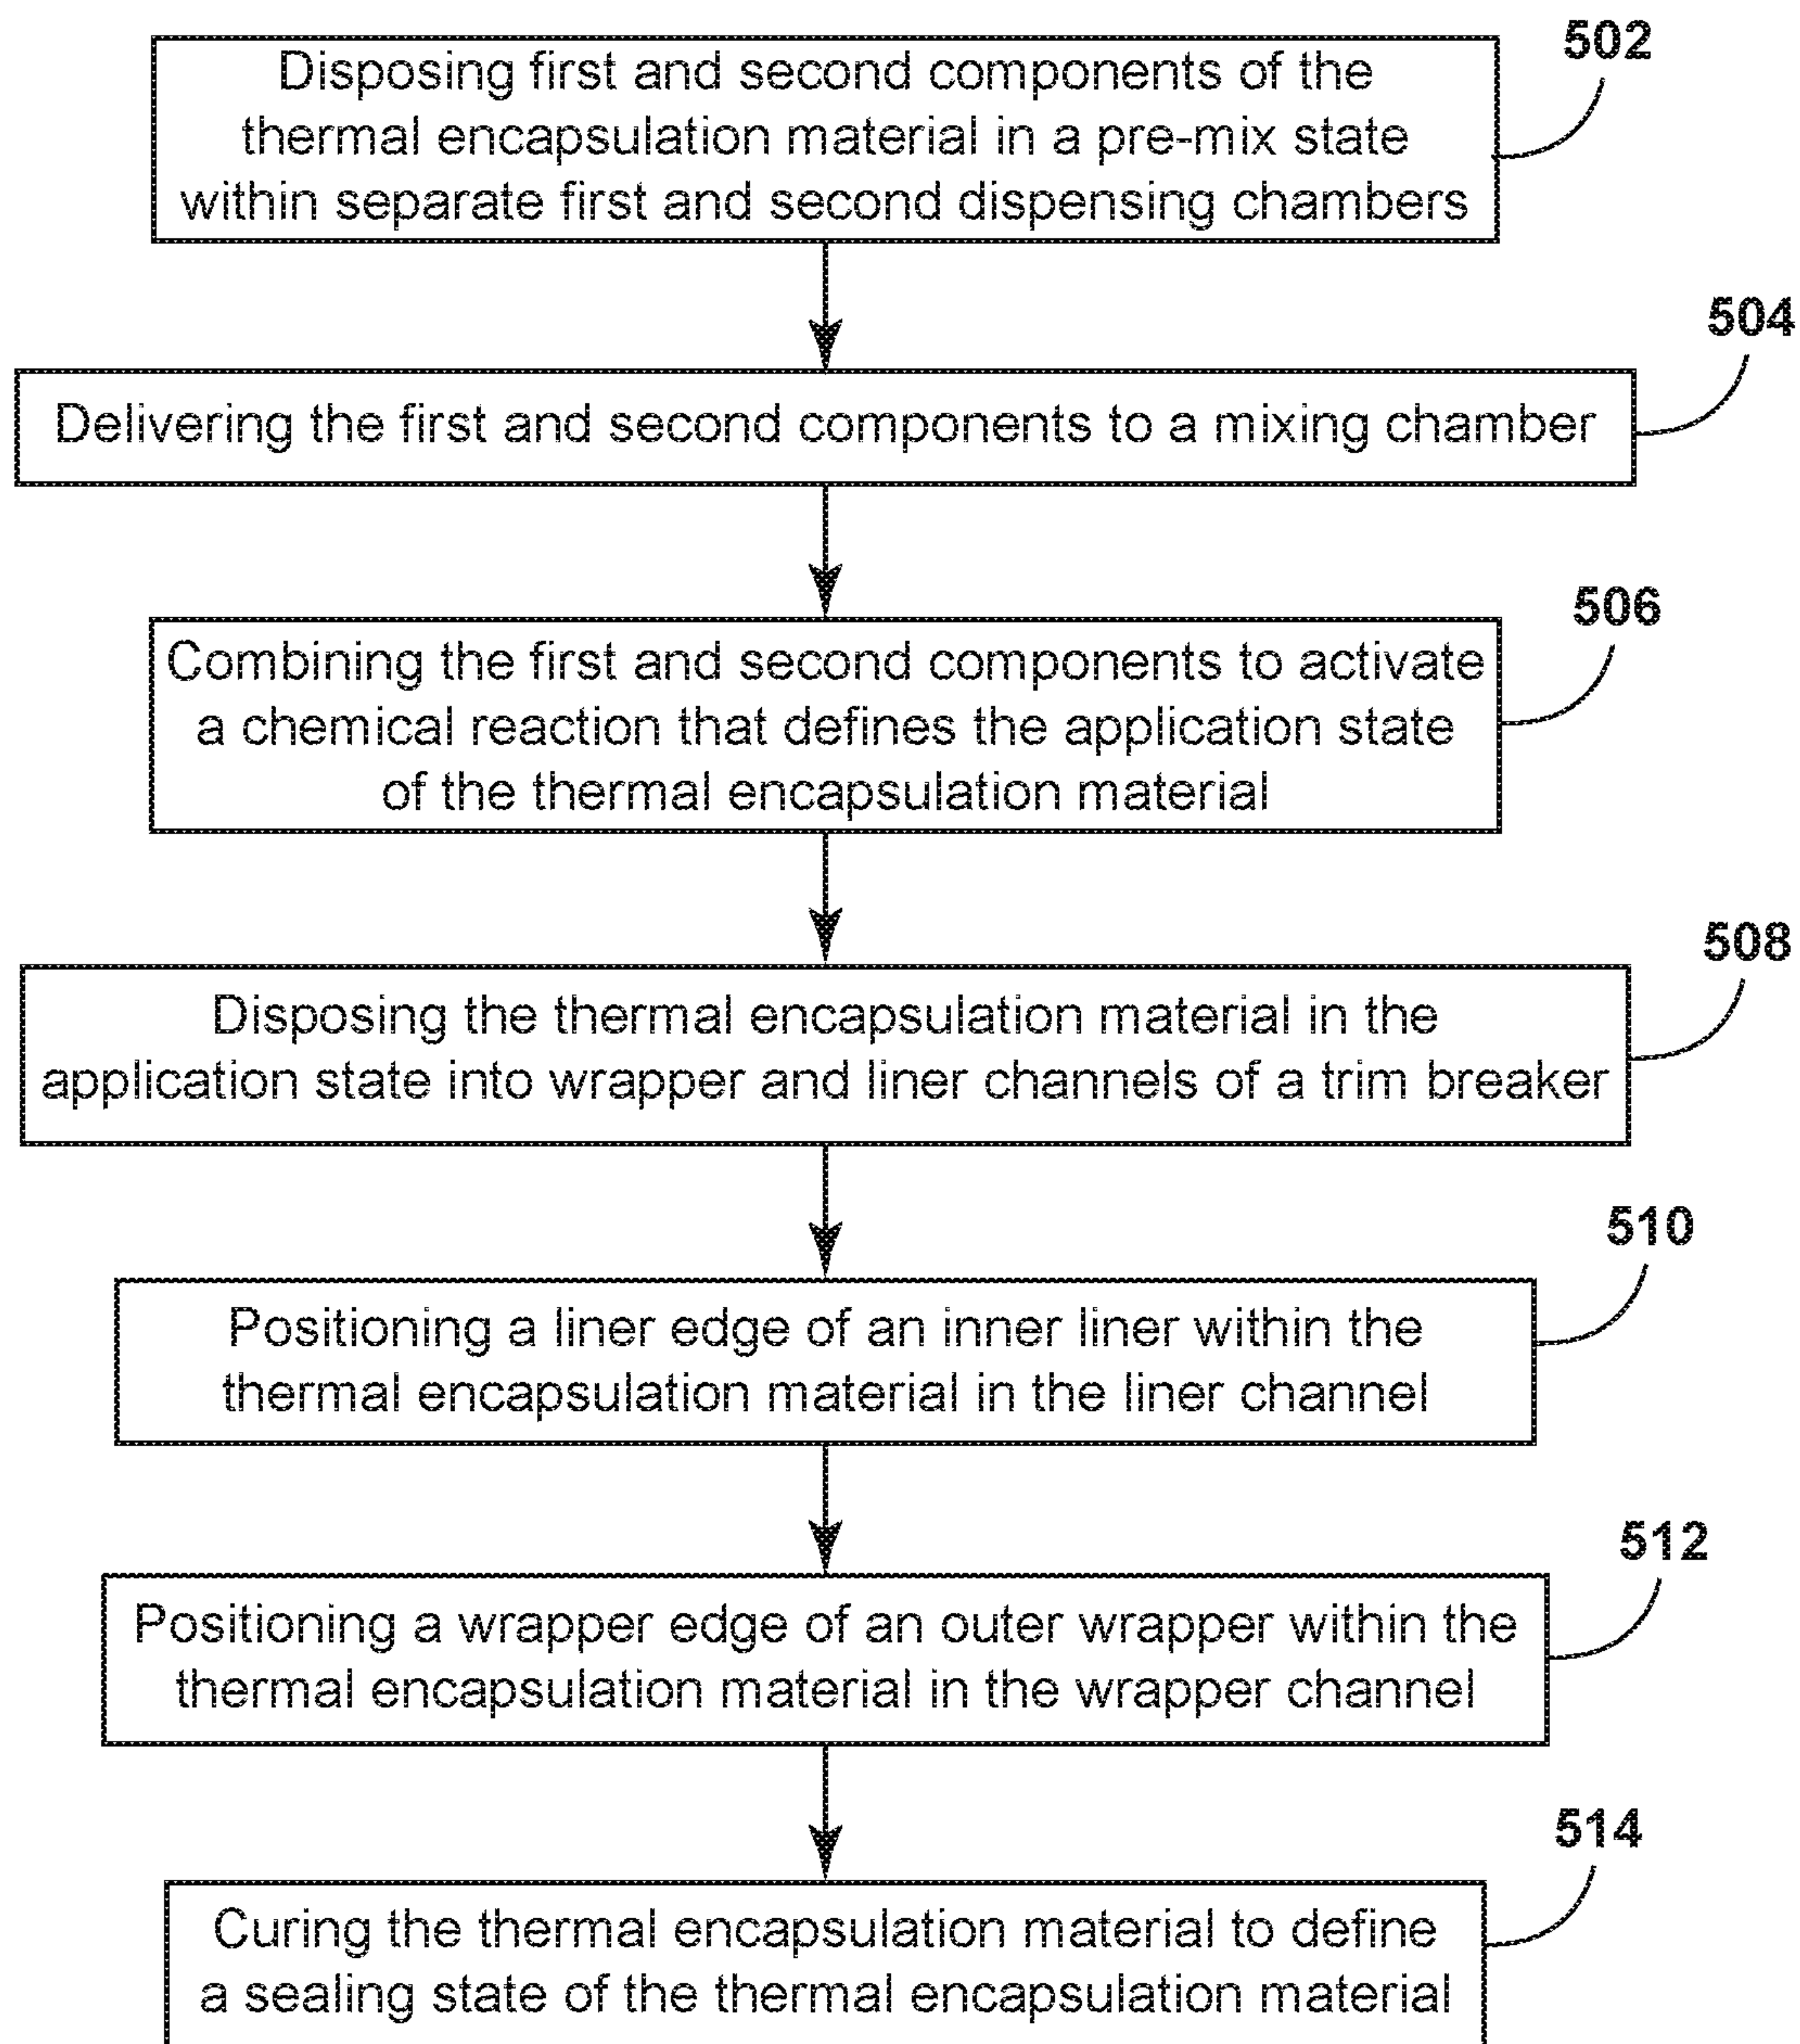 502
Disposing first and second components of the
thermal encapsulation material in a pre-mix state
within separate first and second dispensing chambers
504
Delivering the first and second components to a mixing chamber
506
Combining the first and second components to activate
a chemical reaction that defines the application state
of the thermal encapsulation material
508
Disposing the thermal encapsulation material in the
application state into wrapper and liner channels of a trim breaker
510
Positioning a liner edge of an inner liner within the
thermal encapsulation material in the liner channel
512
Positioning a wrapper edge of an outer wrapper within the
thermal encapsulation material in the wrapper channel
514
Curing the thermal encapsulation material to define
a sealing state of the thermal encapsulation material